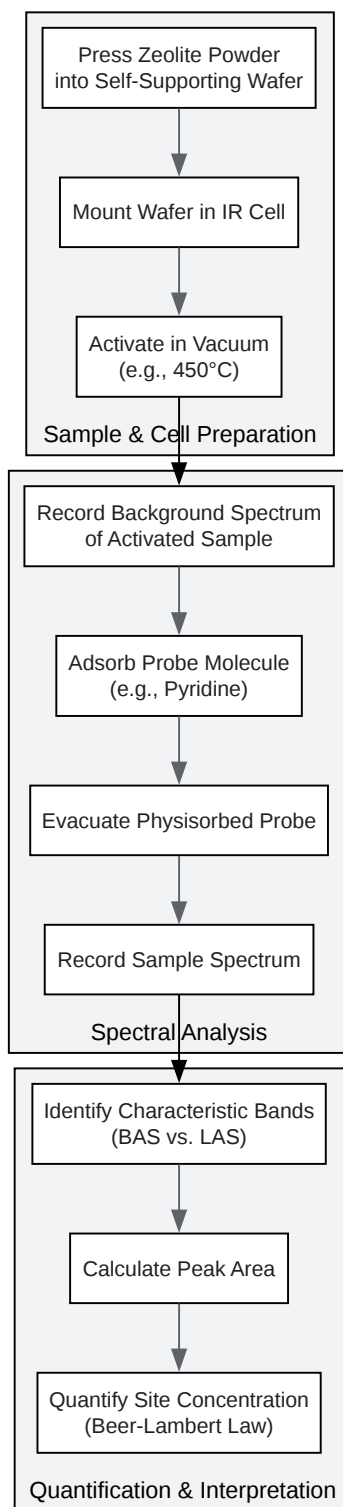 Press Zeolite Powder
into Self-Supporting Wafer
Mount Wafer in IR Cell
Activate in Vacuum
(e.g., 450°C)
Sample & Cell Preparation
Record Background Spectrum
of Activated Sample
Adsorb Probe Molecule
(e.g., Pyridine)
Evacuate Physisorbed Probe
Record Sample Spectrum
Spectral Analysis
Identify Characteristic Bands
(BAS vs. LAS)
Calculate Peak Area
Quantify Site Concentration
(Beer-Lambert Law)
Quantification & Interpretation